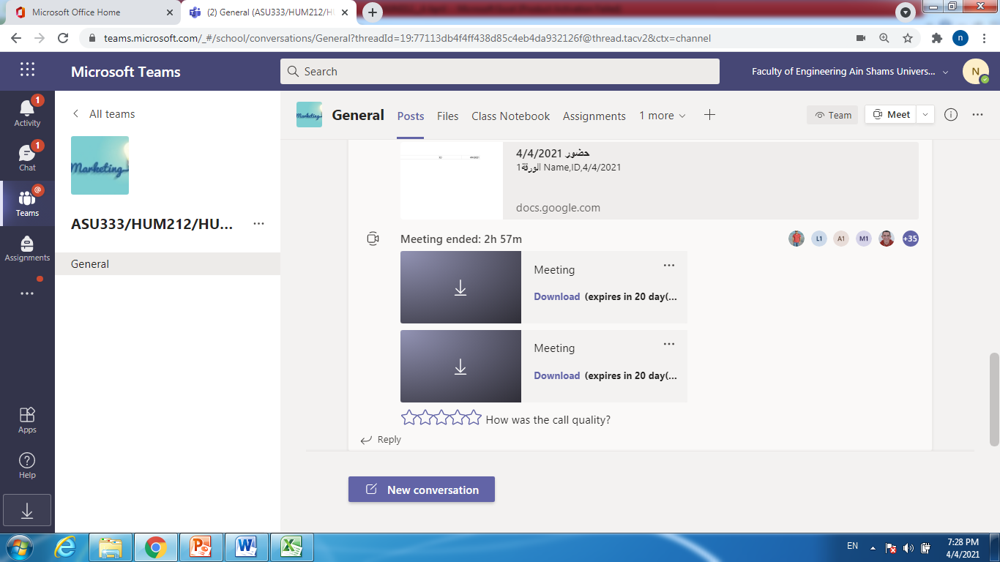 Microsoft Office Home
(2) General (ASU333/HUM212/HU
teams.microsoft.com/_#/school/conversations/General?threadId=19:77113db4f4ff438d85c4eb4da932126f@thread.tacv2&ctx=channel
n
Microsoft Teams
Search
Faculty of Engineering Ain Shams Univers...
N
1
Activity
1
Chat
@
Teams
Assignments
Apps
Help
All teams
Marketing
ASU333/HUM212/HU...
General
Marketing
General
Posts
Files
Class Notebook
Assignments
1 more
Team
Meet
حضور 4/4/2021
الورقة1 Name,ID,4/4/2021
docs.google.com
Meeting ended: 2h 57m
L1
A1
M1
+35
Meeting
Download (expires in 20 day(...
Meeting
Download (expires in 20 day(...
How was the call quality?
Reply
New conversation
EN
7:28 PM
4/4/2021